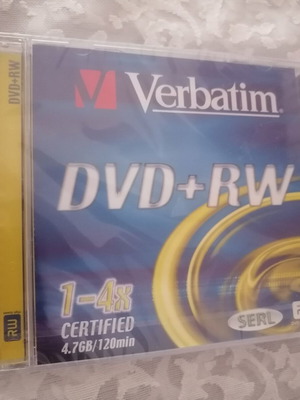 DVD+RW
Verbatim
DVD+RW
1-4x
CERTIFIED
4.7GB/120min
SERL
RW